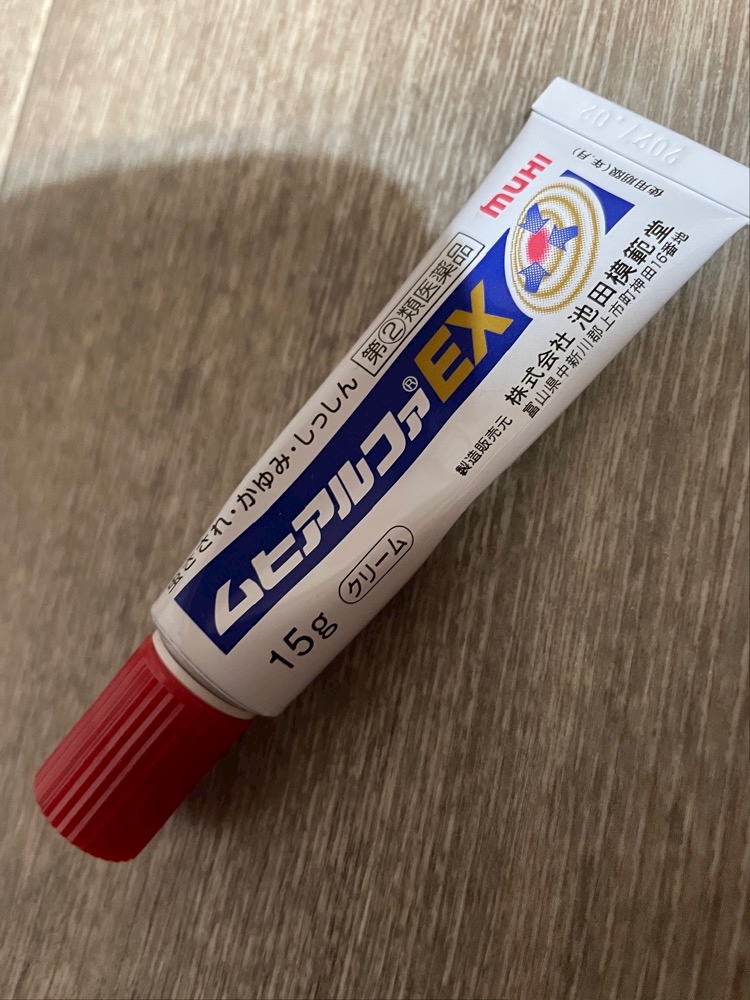 2027.02
使用期限(年.月)
MUHI
第②類医薬品
虫さされ・かゆみ・しっしん
ムヒアルファ®EX
クリーム
15g
製造販売元 株式会社 池田模範堂
富山県中新川郡上市町神田16番地